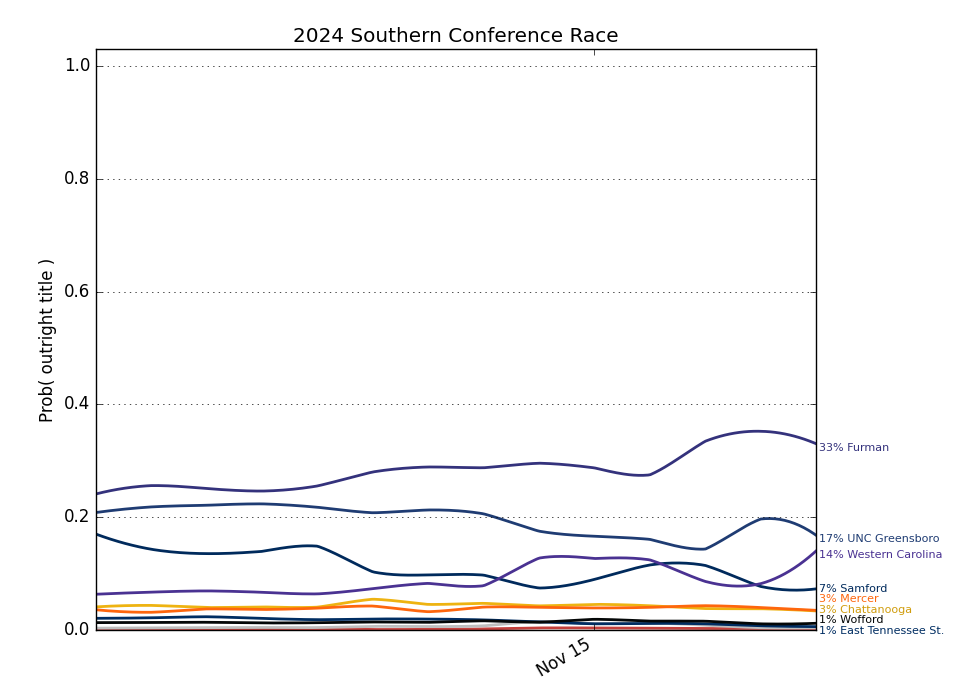 2024 Southern Conference Race
1.0
0.8
0.6
0.4
0.2
0.0
Prob( outright title )
Nov 15
33% Furman
17% UNC Greensboro
14% Western Carolina
7% Samford
3% Mercer
3% Chattanooga
1% Wofford
1% East Tennessee St.